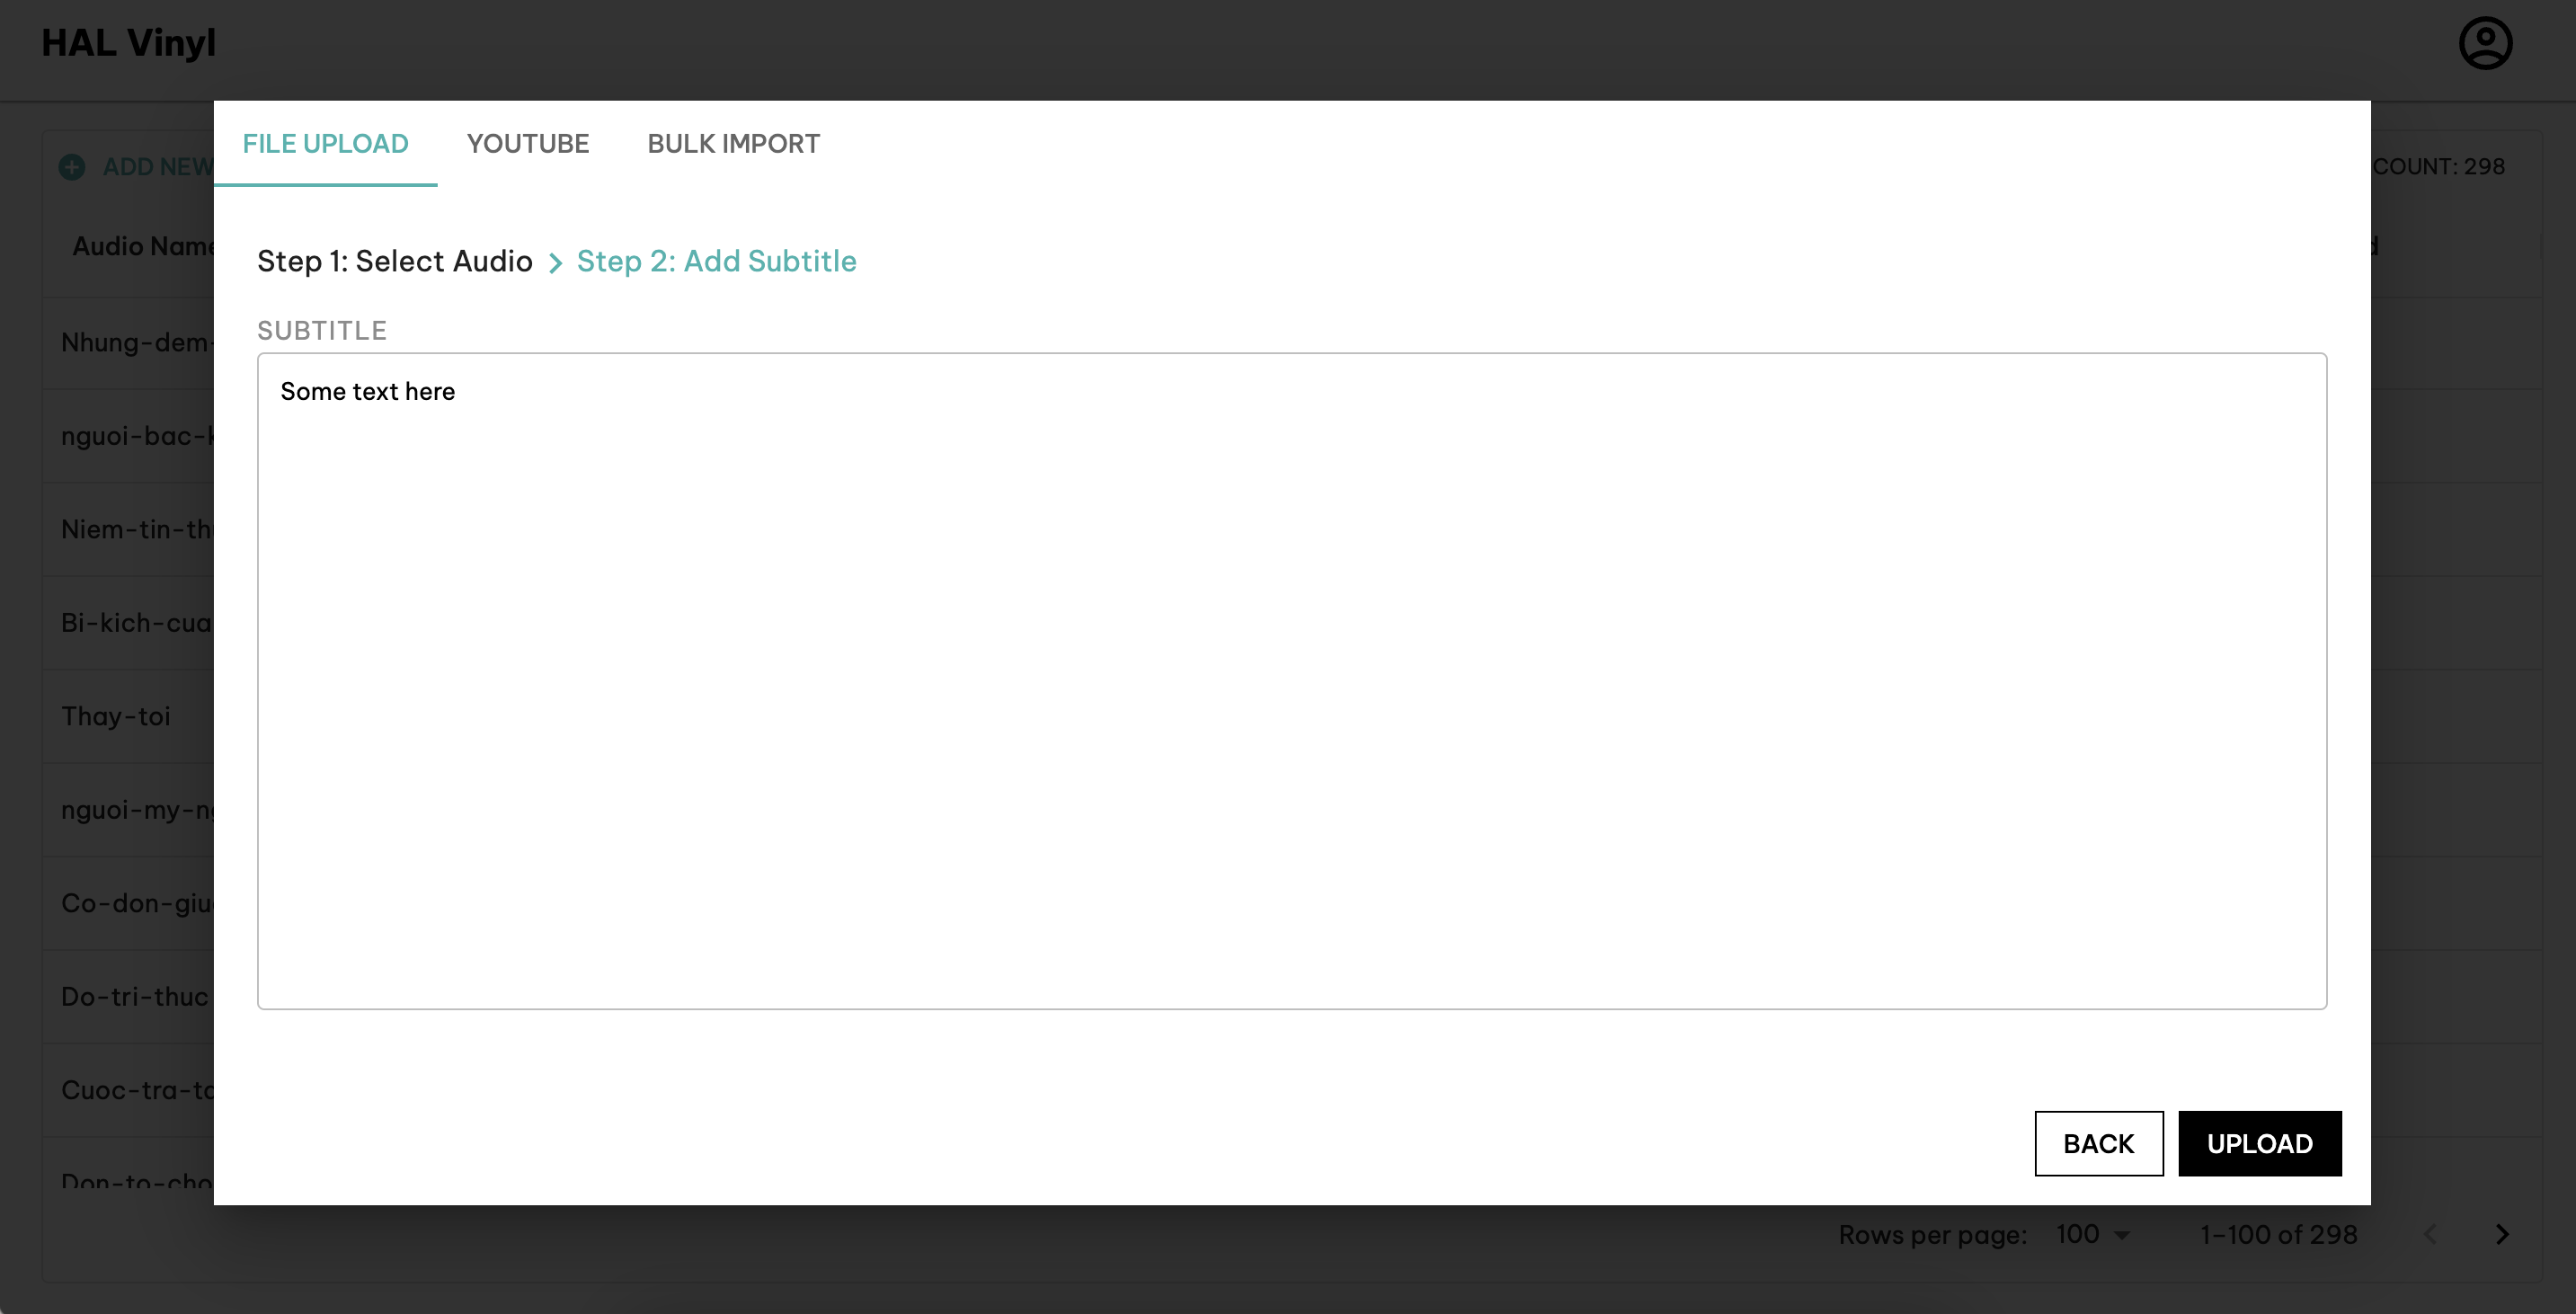 HAL Vinyl
FILE UPLOAD YOUTUBE BULK IMPORT
ADD NEW COUNT: 298
Step 1: Select Audio > Step 2: Add Subtitle
Audio Name
SUBTITLE
Some text here
Nhung-dem-
nguoi-bac-k
Niem-tin-th
Bi-kich-cua
Thay-toi
nguoi-my-ng
Co-don-giu
Do-tri-thuc
Cuoc-tra-ta
Don-to-cho
BACK UPLOAD
Rows per page: 100 1–100 of 298